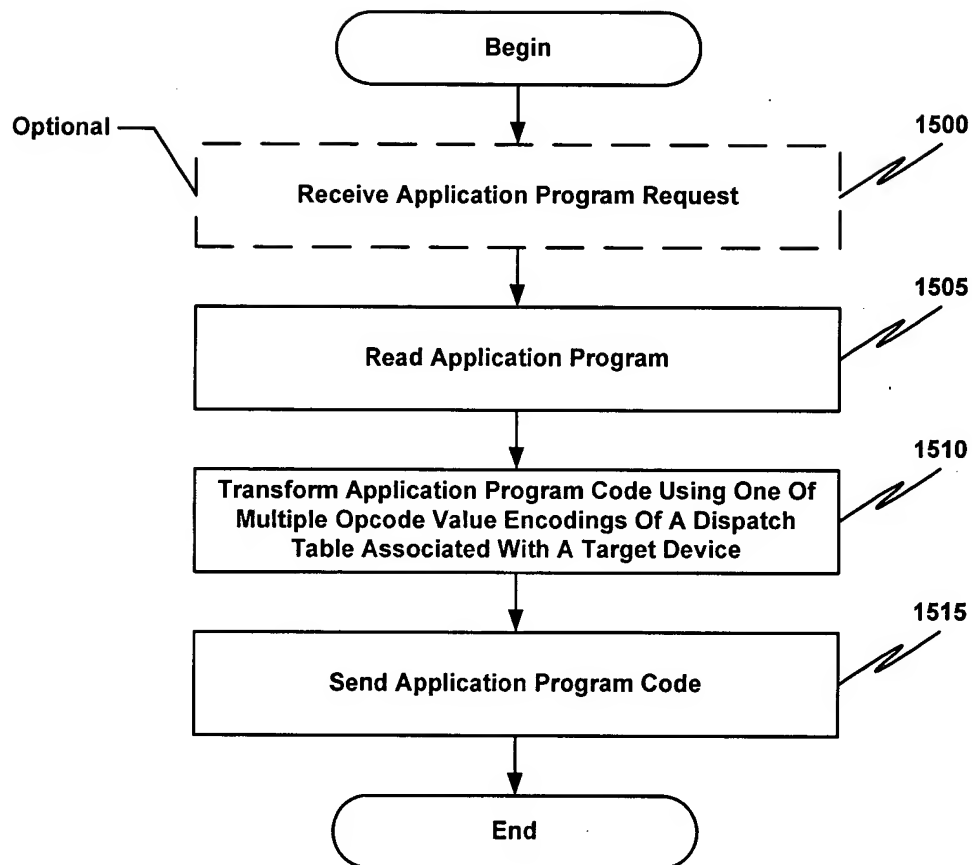 Begin
Optional
1500
Receive Application Program Request
1505
Read Application Program
1510
Transform Application Program Code Using One Of
Multiple Opcode Value Encodings Of A Dispatch
Table Associated With A Target Device
1515
Send Application Program Code
End